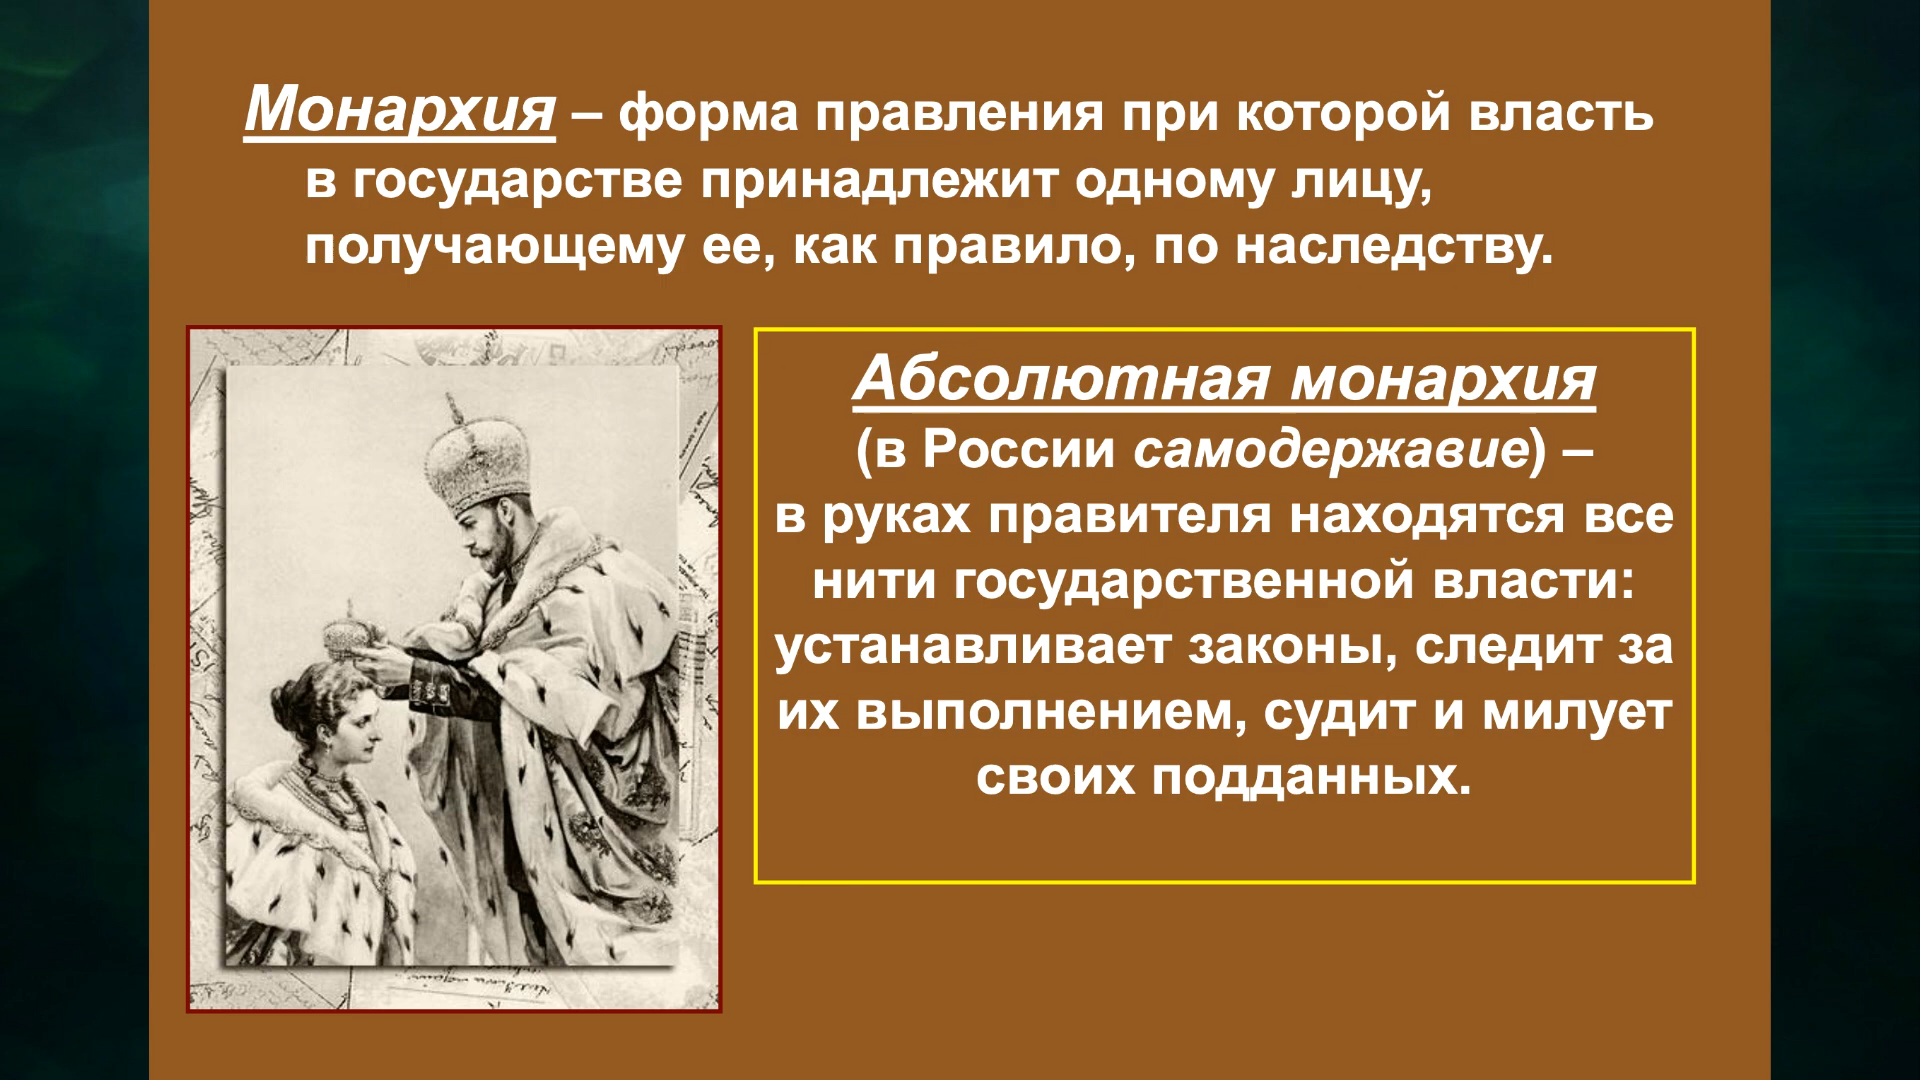 Монархия – форма правления при которой власть
в государстве принадлежит одному лицу,
получающему ее, как правило, по наследству.
Абсолютная монархия
(в России самодержавие) –
в руках правителя находятся все
нити государственной власти:
устанавливает законы, следит за
их выполнением, судит и милует
своих подданных.